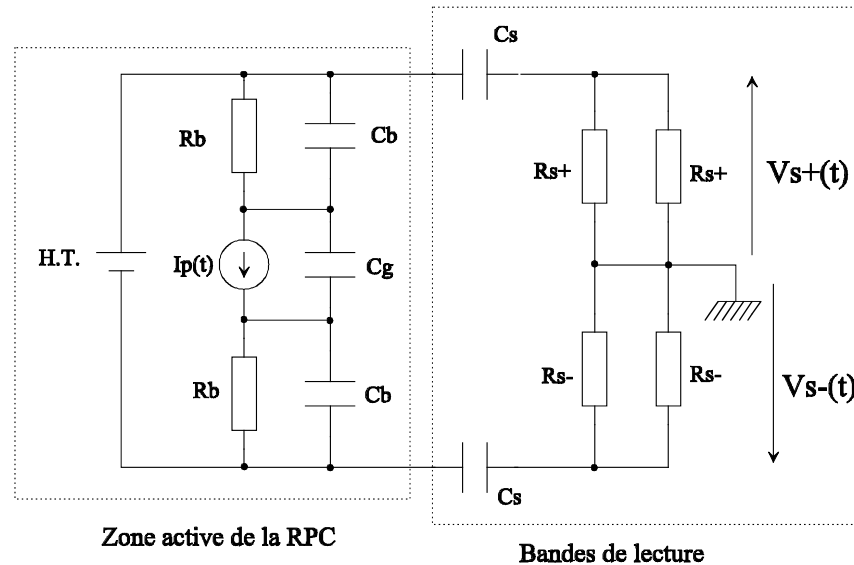 Cs
Rb
Cb
Rs+
Rs+
Vs+(t)
H.T.
Ip(t)
Cg
Rb
Cb
Rs-
Rs-
Vs-(t)
Cs
Zone active de la RPC
Bandes de lecture